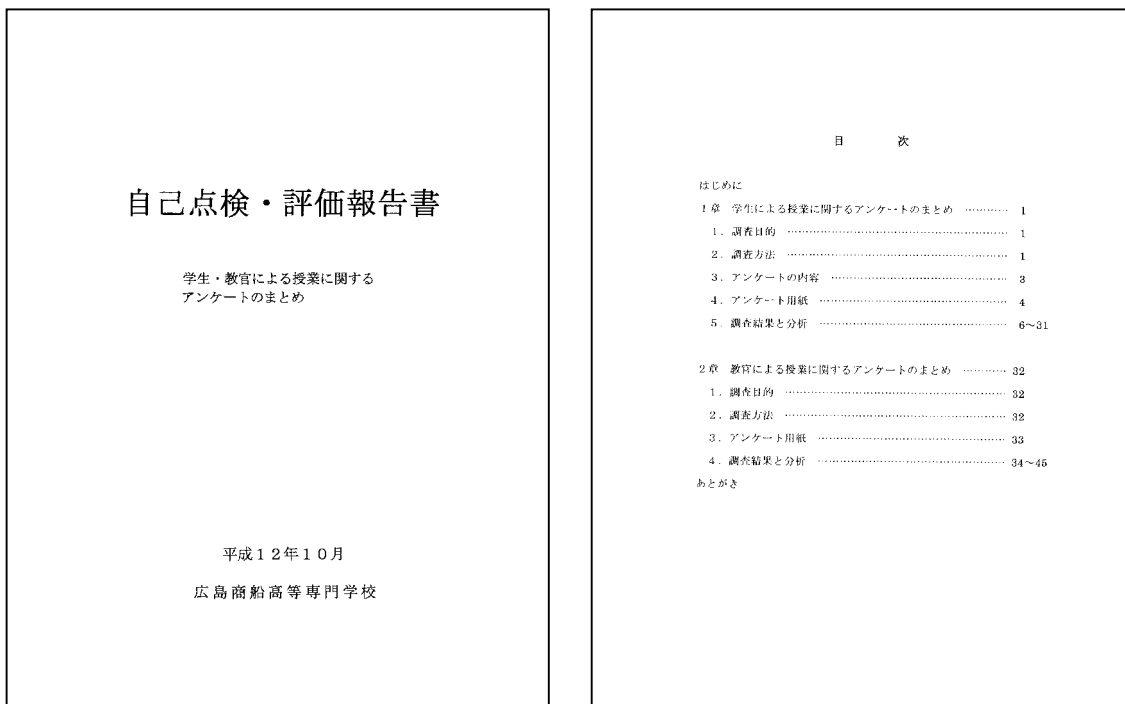 自己点検・評価報告書
学生・教官による授業に関する
アンケートのまとめ
平成12年10月
広島商船高等専門学校
目 次
はじめに
1章 学生による授業に関するアンケートのまとめ ………… 1
1. 調査目的 ………………………………………… 1
2. 調査方法 ………………………………………… 1
3. アンケートの内容 ………………………………… 3
4. アンケート用紙 …………………………………… 4
5. 調査結果と分析 …………………………………… 6~31
2章 教官による授業に関するアンケートのまとめ ………… 32
1. 調査目的 ………………………………………… 32
2. 調査方法 ………………………………………… 32
3. アンケート用紙 …………………………………… 33
4. 調査結果と分析 …………………………………… 34~45
あとがき